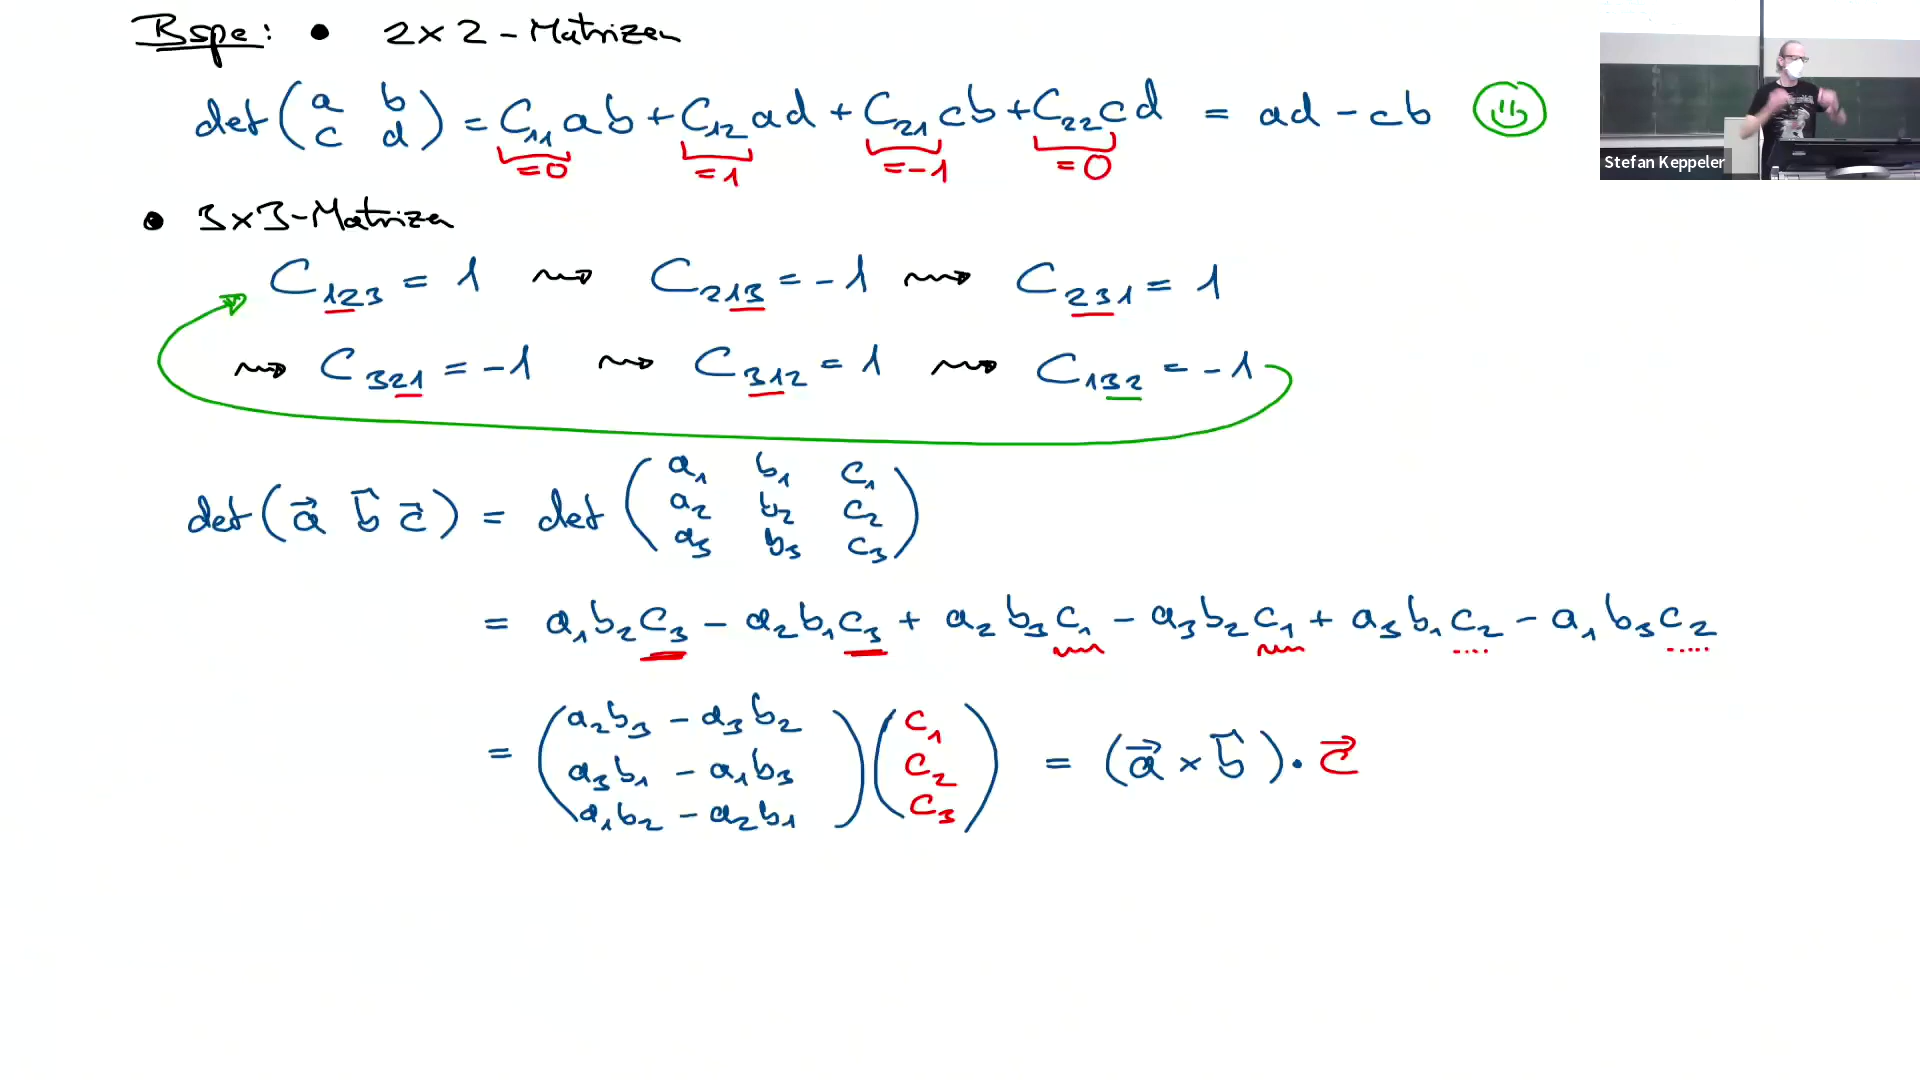 Bspe: • 2×2-Matrizen
det(a b c d) = C₁₁ab + C₁₂ad + C₂₁cb + C₂₂cd = ad - cb
=0 =1 =-1 =0
Stefan Keppeler
• 3×3-Matrizen
C₁₂₃ = 1 ⇝ C₂₁₃ = -1 ⇝ C₂₃₁ = 1
⇝ C₃₂₁ = -1 ⇝ C₃₁₂ = 1 ⇝ C₁₃₂ = -1
det(a⃗ b⃗ c⃗) = det
a₁ b₁ c₁
a₂ b₂ c₂
a₃ b₃ c₃
= a₁b₂c₃ - a₂b₁c₃ + a₂b₃c₁ - a₃b₂c₁ + a₃b₁c₂ - a₁b₃c₂
= (a₂b₃ - a₃b₂) (c₁
a₃b₁ - a₁b₃ c₂ = (a⃗ × b⃗)·c⃗
a₁b₂ - a₂b₁ c₃)